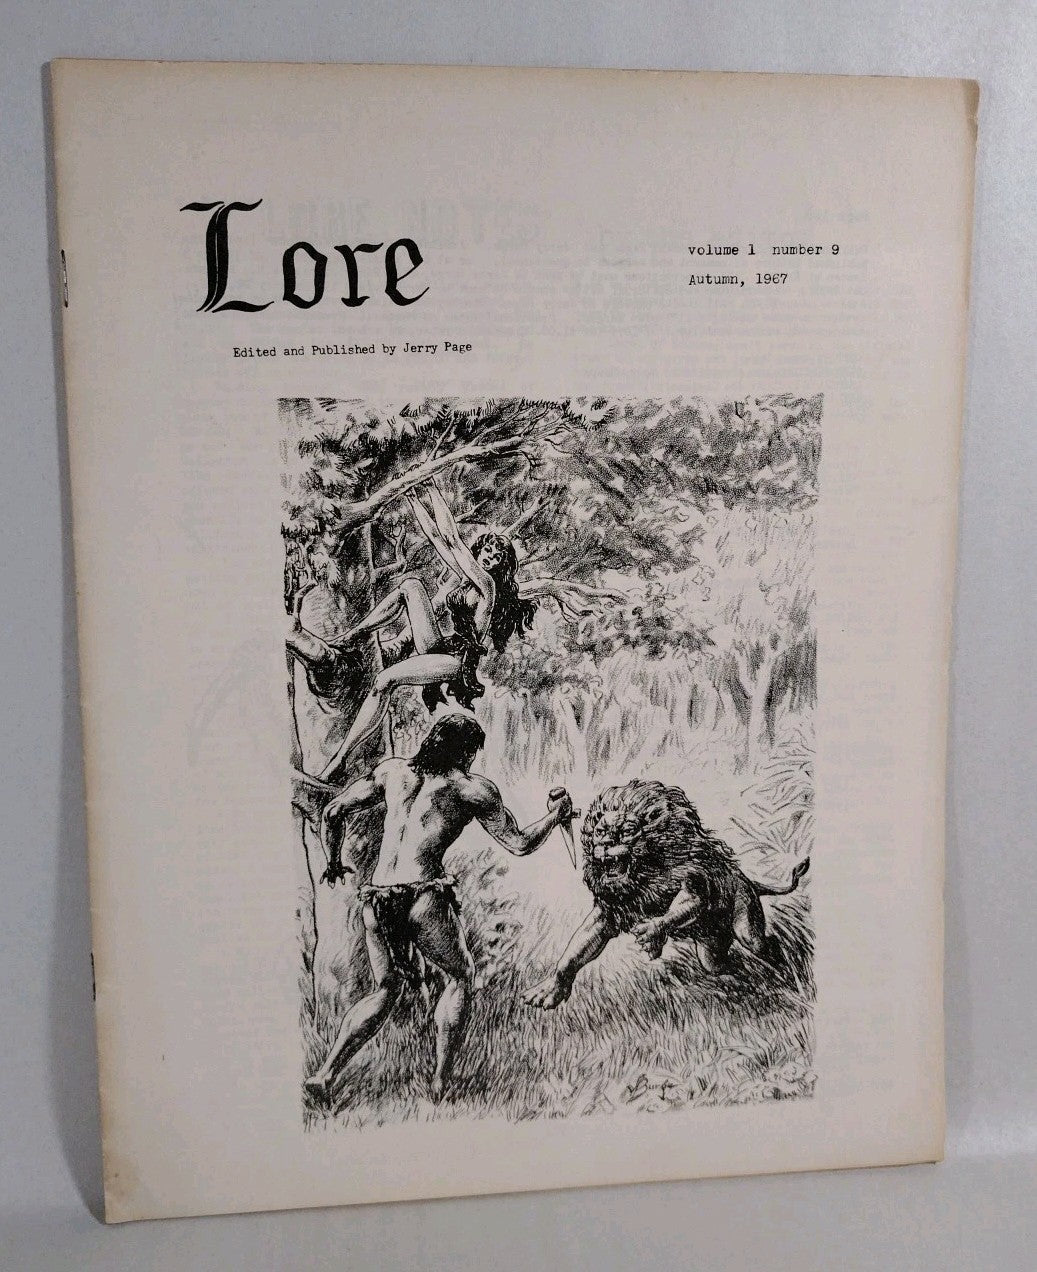 Lore
volume 1 number 9
Autumn, 1967
Edited and Published by Jerry Page